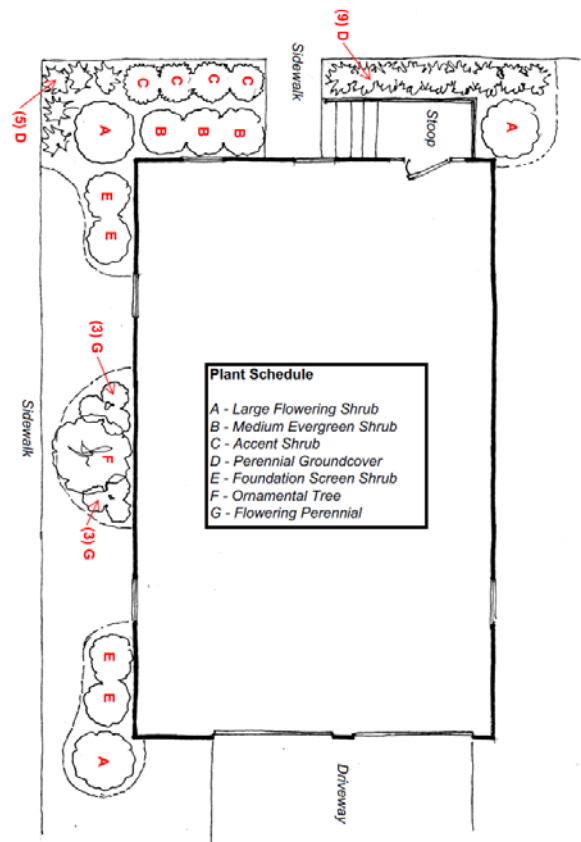 (9) D
Sidewalk
C
C
C
C
(5) D
A
B
B
B
Stoop
A
E
E
(3) G
Plant Schedule
A - Large Flowering Shrub
B - Medium Evergreen Shrub
C - Accent Shrub
D - Perennial Groundcover
E - Foundation Screen Shrub
F - Ornamental Tree
G - Flowering Perennial
Sidewalk
F
(3) G
E
E
A
Driveway